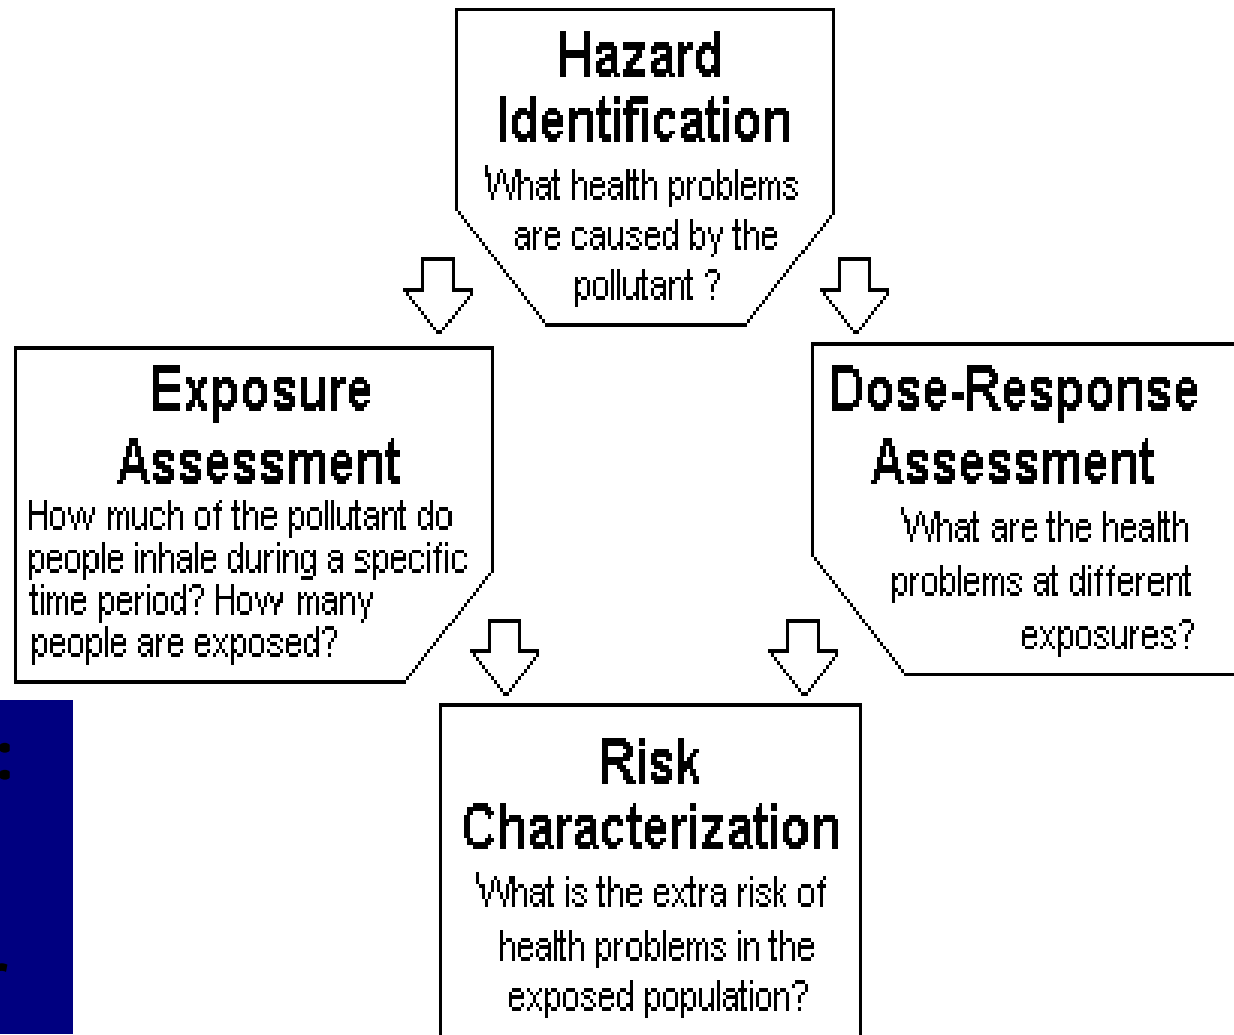 Hazard
Identification
What health problems
are caused by the
pollutant ?
Exposure
Assessment
How much of the pollutant do
people inhale during a specific
time period? How many
people are exposed?
Dose-Response
Assessment
What are the health
problems at different
exposures?
Risk
Characterization
What is the extra risk of
health problems in the
exposed population?